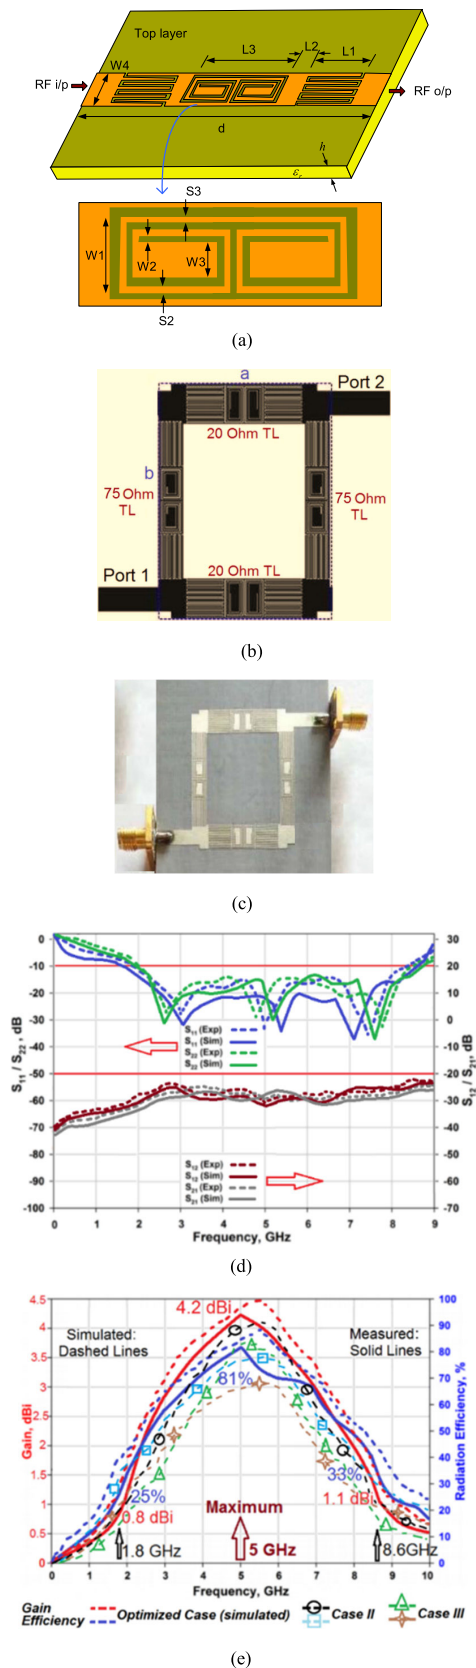 Top layer
L3
L2
L1
W4
RF i/p
RF o/p
d
h
εr
S3
W1
W2
W3
S2
(a)
a
Port 2
20 Ohm TL
b
75 Ohm
TL
75 Ohm
TL
Port 1
20 Ohm TL
(b)
(c)
0
-10
-20
-30
-40
-50
-60
-70
-80
-90
-100
S11 / S22 , dB
30
20
10
0
-10
-20
-30
-40
-50
-60
-70
S12 / S21, dB
S11 (Exp)
S11 (Sim)
S22 (Exp)
S22 (Sim)
S12 (Exp)
S12 (Sim)
S21 (Exp)
S21 (Sim)
0 1 2 3 4 5 6 7 8 9
Frequency, GHz
(d)
4.5
4
3.5
3
2.5
2
1.5
1
0.5
0
Gain, dBi
100
90
80
70
60
50
40
30
20
10
0
Radiation Efficiency, %
4.2 dBi
Simulated:
Dashed Lines
Measured:
Solid Lines
81%
25%
0.8 dBi
33%
1.1 dBi
Maximum
1.8 GHz
5 GHz
8.6GHz
0 1 2 3 4 5 6 7 8 9 10
Frequency, GHz
Gain
Efficiency
Optimized Case (simulated)
Case II
Case III
(e)